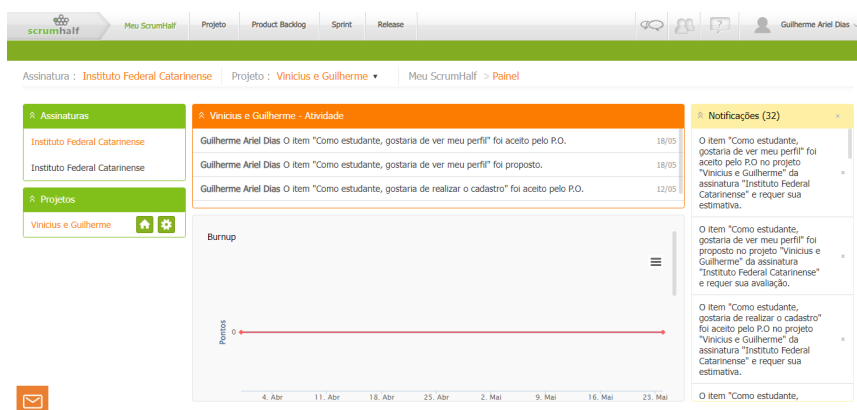 scrumhalf
Meu ScrumHalf
Projeto
Product Backlog
Sprint
Release
?
Guilherme Ariel Dias
Assinatura : Instituto Federal Catarinense
Projeto : Vinicius e Guilherme
Meu ScrumHalf > Painel
Assinaturas
Instituto Federal Catarinense
Instituto Federal Catarinense
Projetos
Vinicius e Guilherme
Vinicius e Guilherme - Atividade
Guilherme Ariel Dias O item "Como estudante, gostaria de ver meu perfil" foi aceito pelo P.O. 18/05
Guilherme Ariel Dias O item "Como estudante, gostaria de ver meu perfil" foi proposto. 18/05
Guilherme Ariel Dias O item "Como estudante, gostaria de realizar o cadastro" foi aceito pelo P.O. 12/05
Burnup
Pontos
0
4. Abr 11. Abr 18. Abr 25. Abr 2. Mai 9. Mai 16. Mai 23. Mai
Notificações (32) ×
O item "Como estudante,
gostaria de ver meu perfil" foi
aceito pelo P.O no projeto
"Vinicius e Guilherme" da ×
assinatura "Instituto Federal
Catarinense" e requer sua
estimativa.
O item "Como estudante,
gostaria de ver meu perfil" foi
proposto no projeto "Vinicius e
Guilherme" da assinatura ×
"Instituto Federal Catarinense"
e requer sua avaliação.
O item "Como estudante,
gostaria de realizar o cadastro"
foi aceito pelo P.O no projeto
"Vinicius e Guilherme" da ×
assinatura "Instituto Federal
Catarinense" e requer sua
estimativa.
O item "Como estudante,